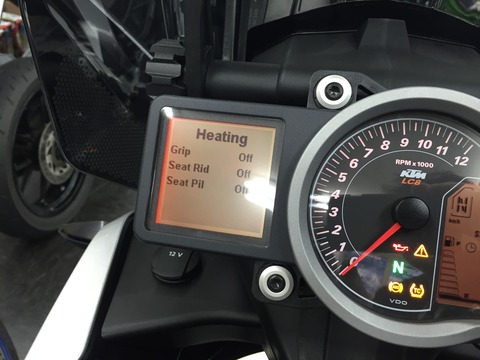 Heating
Grip Off
Seat Rid Off
Seat Pil On
12 V
RPM x1000
KTM
LC8
0 1 2 3 4 5 6 7 8 9 10 11 12
N
VDO